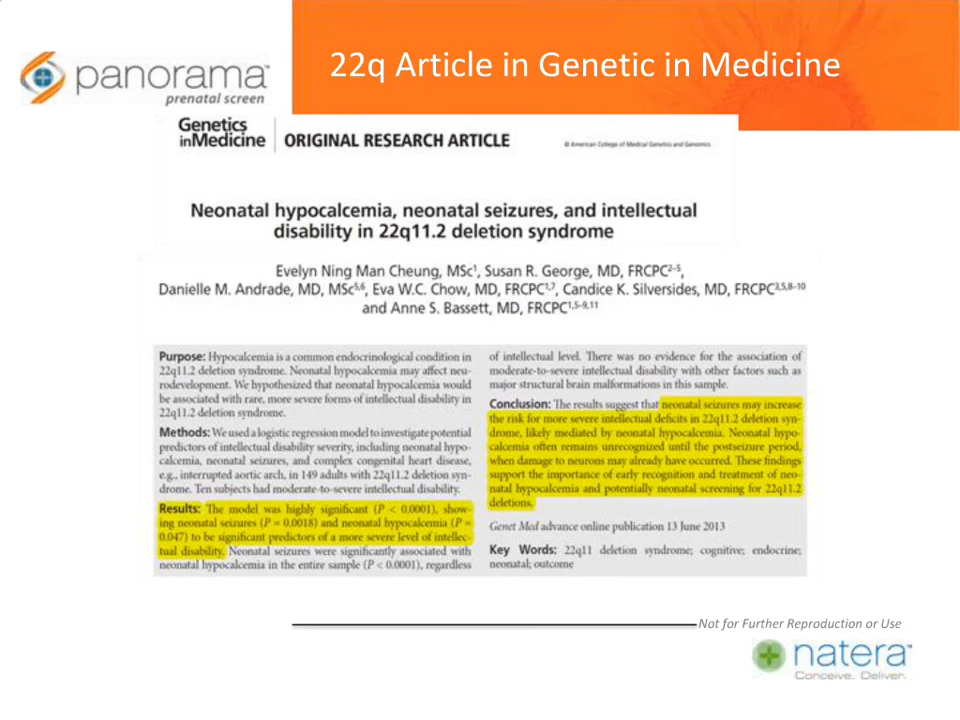 panorama™
prenatal screen
22q Article in Genetic in Medicine
Genetics
inMedicine
ORIGINAL RESEARCH ARTICLE
© American College of Medical Genetics and Genomics
Neonatal hypocalcemia, neonatal seizures, and intellectual
disability in 22q11.2 deletion syndrome
Evelyn Ning Man Cheung, MSc1, Susan R. George, MD, FRCPC2–5,
Danielle M. Andrade, MD, MSc5,6, Eva W.C. Chow, MD, FRCPC1,7, Candice K. Silversides, MD, FRCPC3,5,8–10
and Anne S. Bassett, MD, FRCPC1,5–9,11
Purpose: Hypocalcemia is a common endocrinological condition in
22q11.2 deletion syndrome. Neonatal hypocalcemia may affect neu-
rodevelopment. We hypothesized that neonatal hypocalcemia would
be associated with rare, more severe forms of intellectual disability in
22q11.2 deletion syndrome.
Methods: We used a logistic regression model to investigate potential
predictors of intellectual disability severity, including neonatal hypo-
calcemia, neonatal seizures, and complex congenital heart disease,
e.g., interrupted aortic arch, in 149 adults with 22q11.2 deletion syn-
drome. Ten subjects had moderate-to-severe intellectual disability.
Results: The model was highly significant (P < 0.0001), show-
ing neonatal seizures (P = 0.0018) and neonatal hypocalcemia (P =
0.047) to be significant predictors of a more severe level of intellec-
tual disability. Neonatal seizures were significantly associated with
neonatal hypocalcemia in the entire sample (P < 0.0001), regardless
of intellectual level. There was no evidence for the association of
moderate-to-severe intellectual disability with other factors such as
major structural brain malformations in this sample.
Conclusion: The results suggest that neonatal seizures may increase
the risk for more severe intellectual deficits in 22q11.2 deletion syn-
drome, likely mediated by neonatal hypocalcemia. Neonatal hypo-
calcemia often remains unrecognized until the postseizure period,
when damage to neurons may already have occurred. These findings
support the importance of early recognition and treatment of neo-
natal hypocalcemia and potentially neonatal screening for 22q11.2
deletions.
Genet Med advance online publication 13 June 2013
Key Words: 22q11 deletion syndrome; cognitive; endocrine;
neonatal; outcome
Not for Further Reproduction or Use
natera™
Conceive. Deliver.